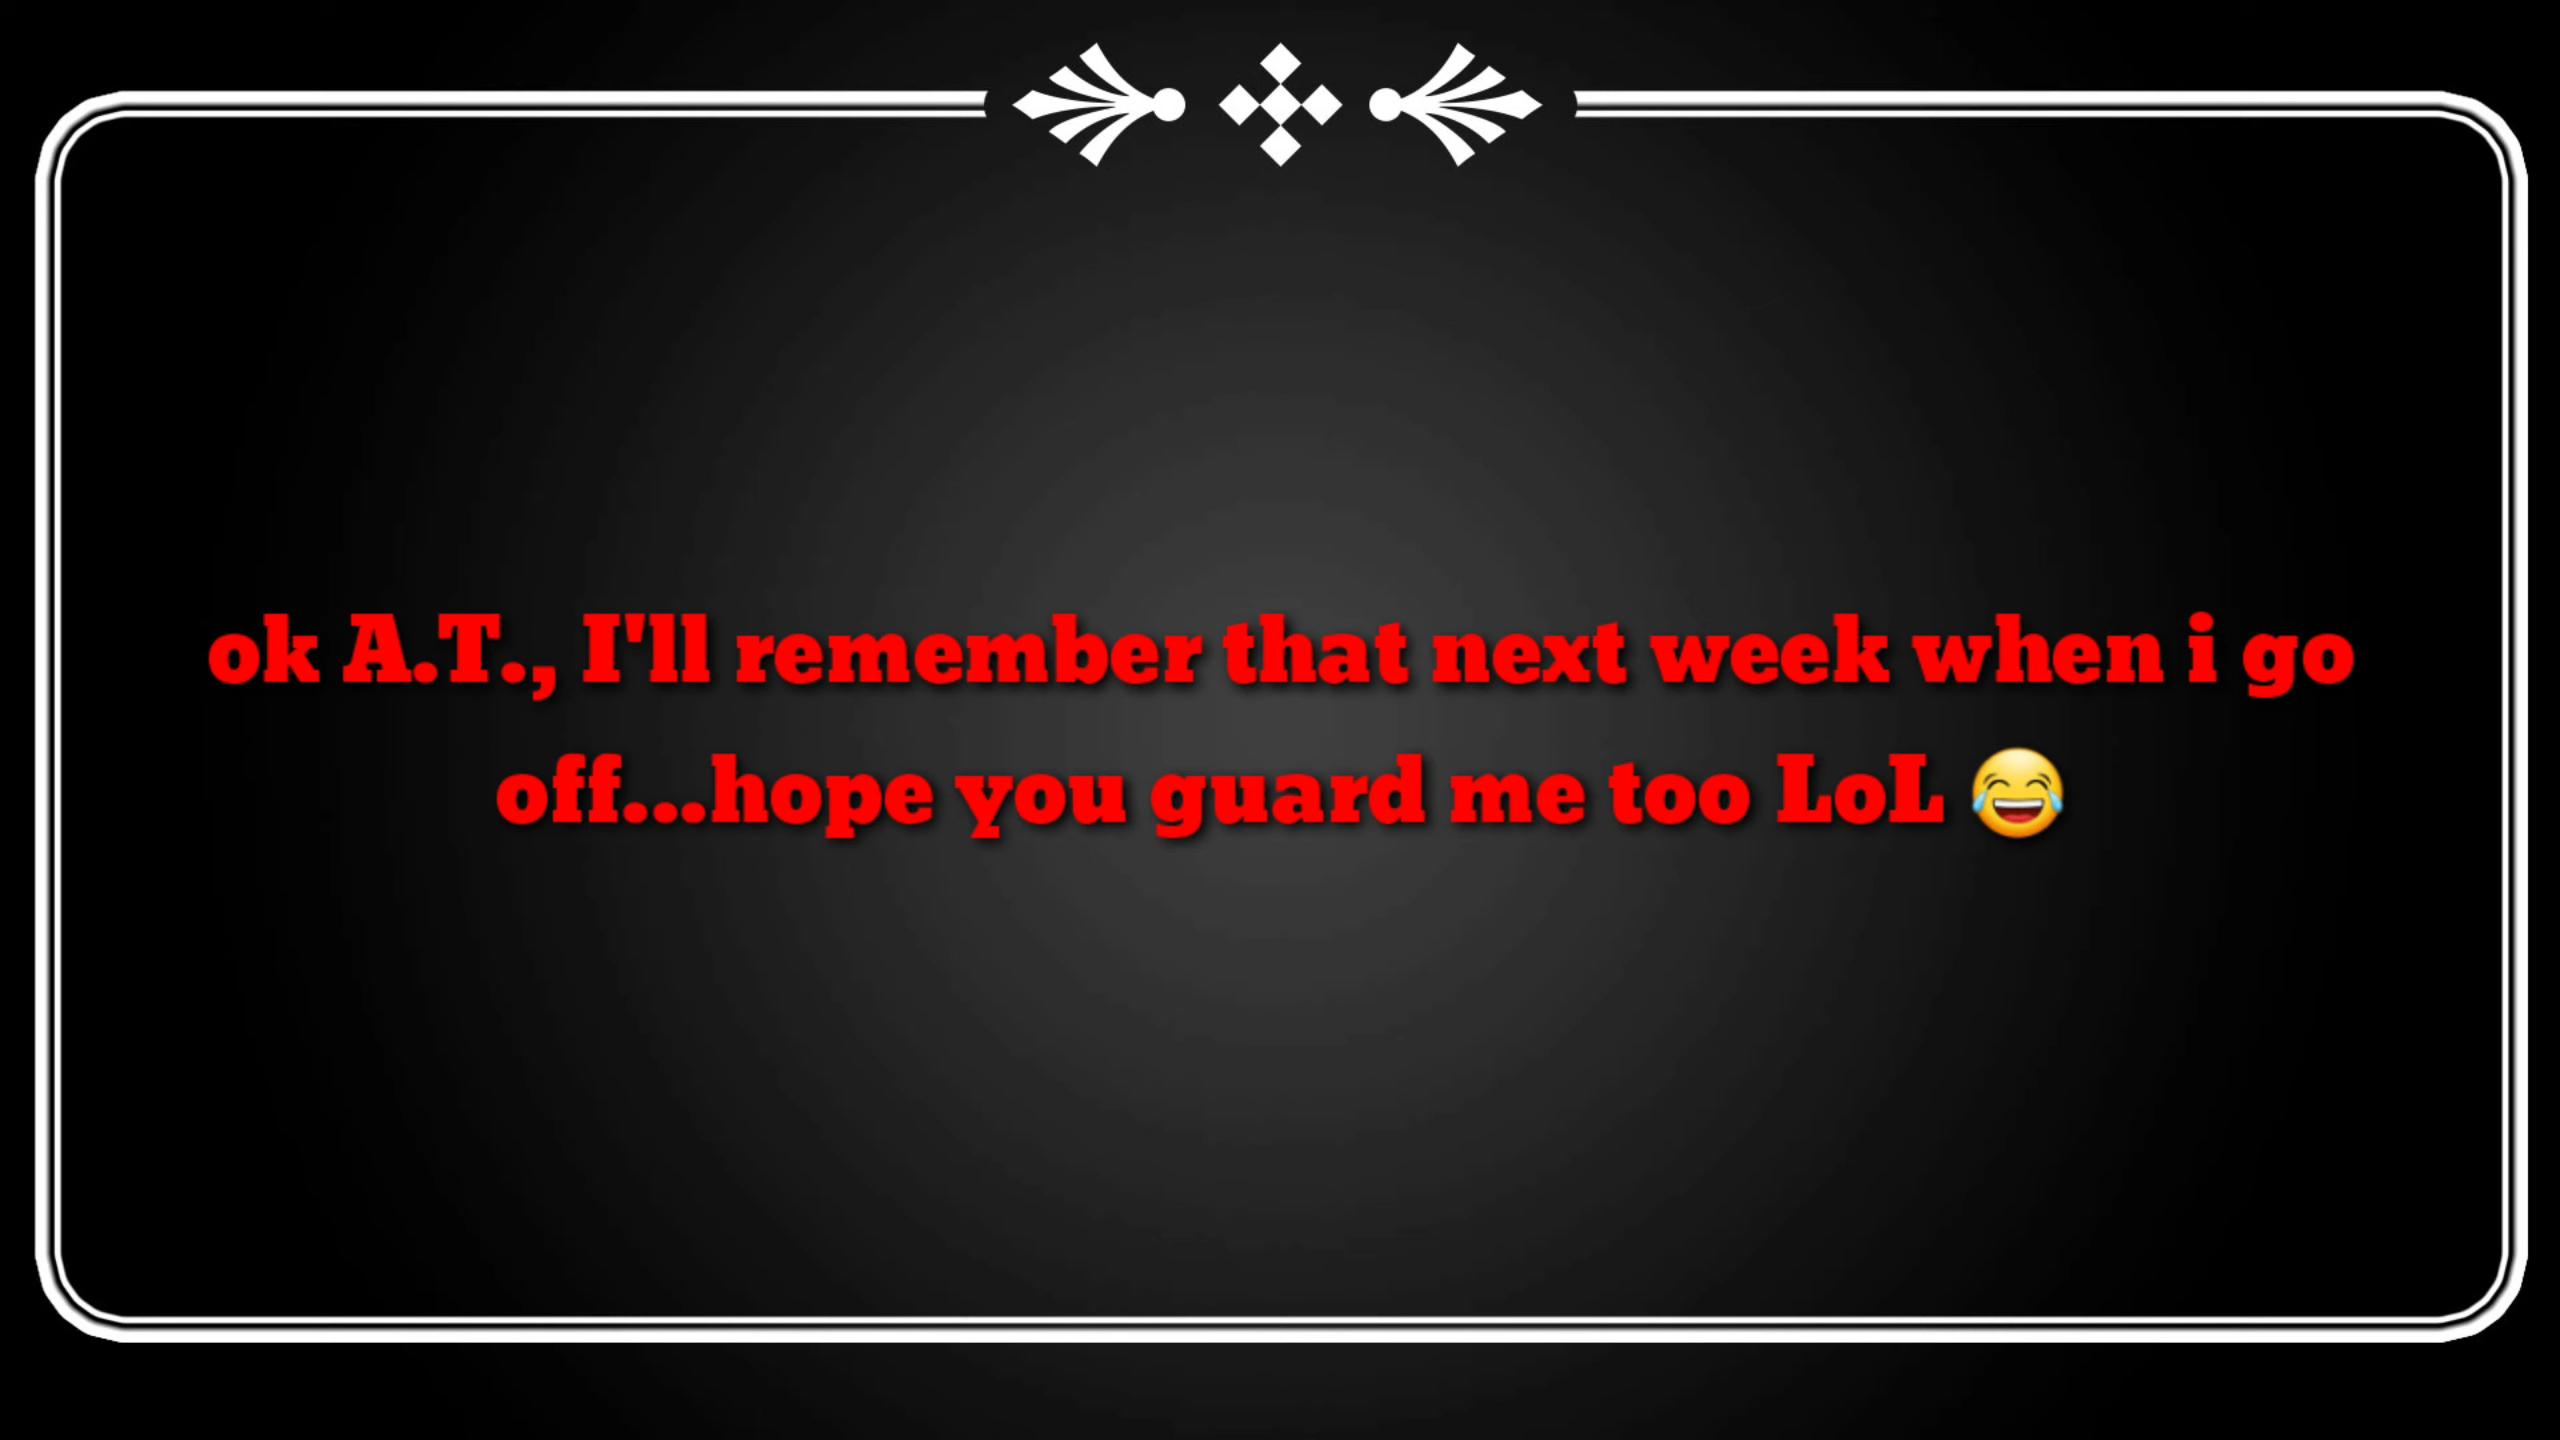 ok A.T., I'll remember that next week when i go
off...hope you guard me too LoL 😂